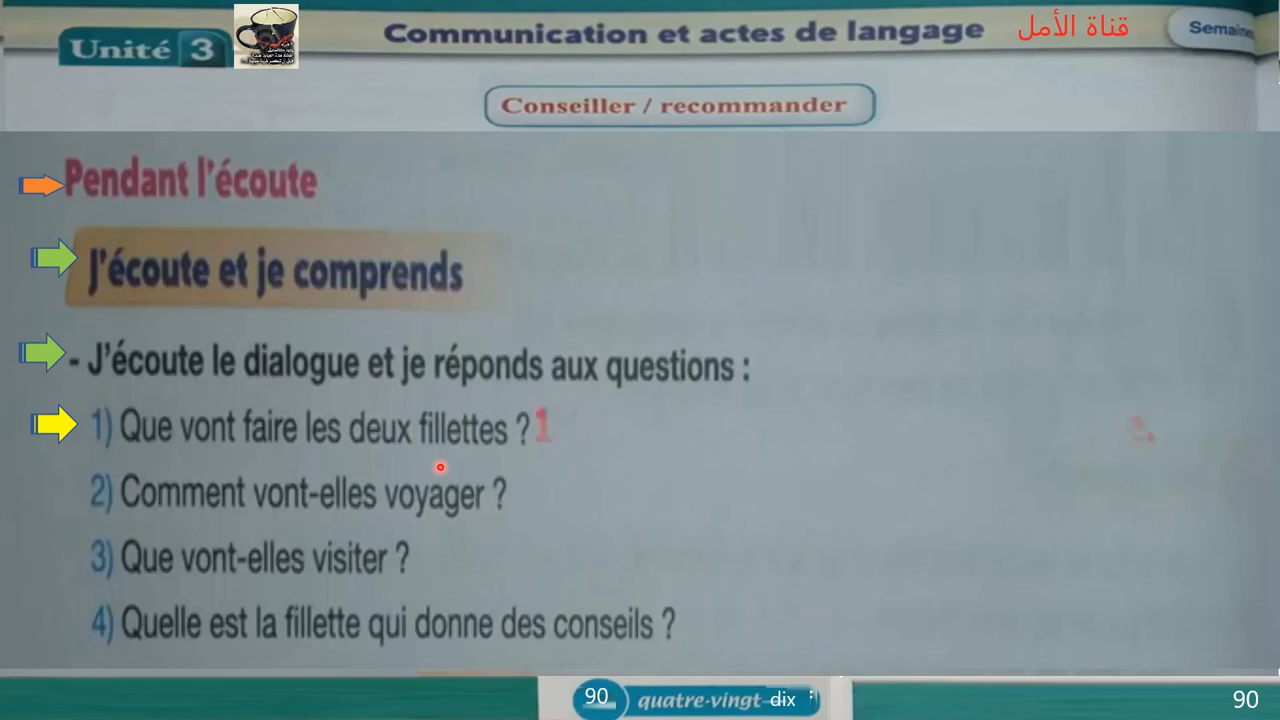 Communication et actes de langage
قناة الأمل
Unité 3
Conseiller / recommander
Pendant l'écoute
J'écoute et je comprends
- J'écoute le dialogue et je réponds aux questions :
1) Que vont faire les deux fillettes ? 1
2) Comment vont-elles voyager ?
3) Que vont-elles visiter ?
4) Quelle est la fillette qui donne des conseils ?
90 quatre-vingt-dix
90